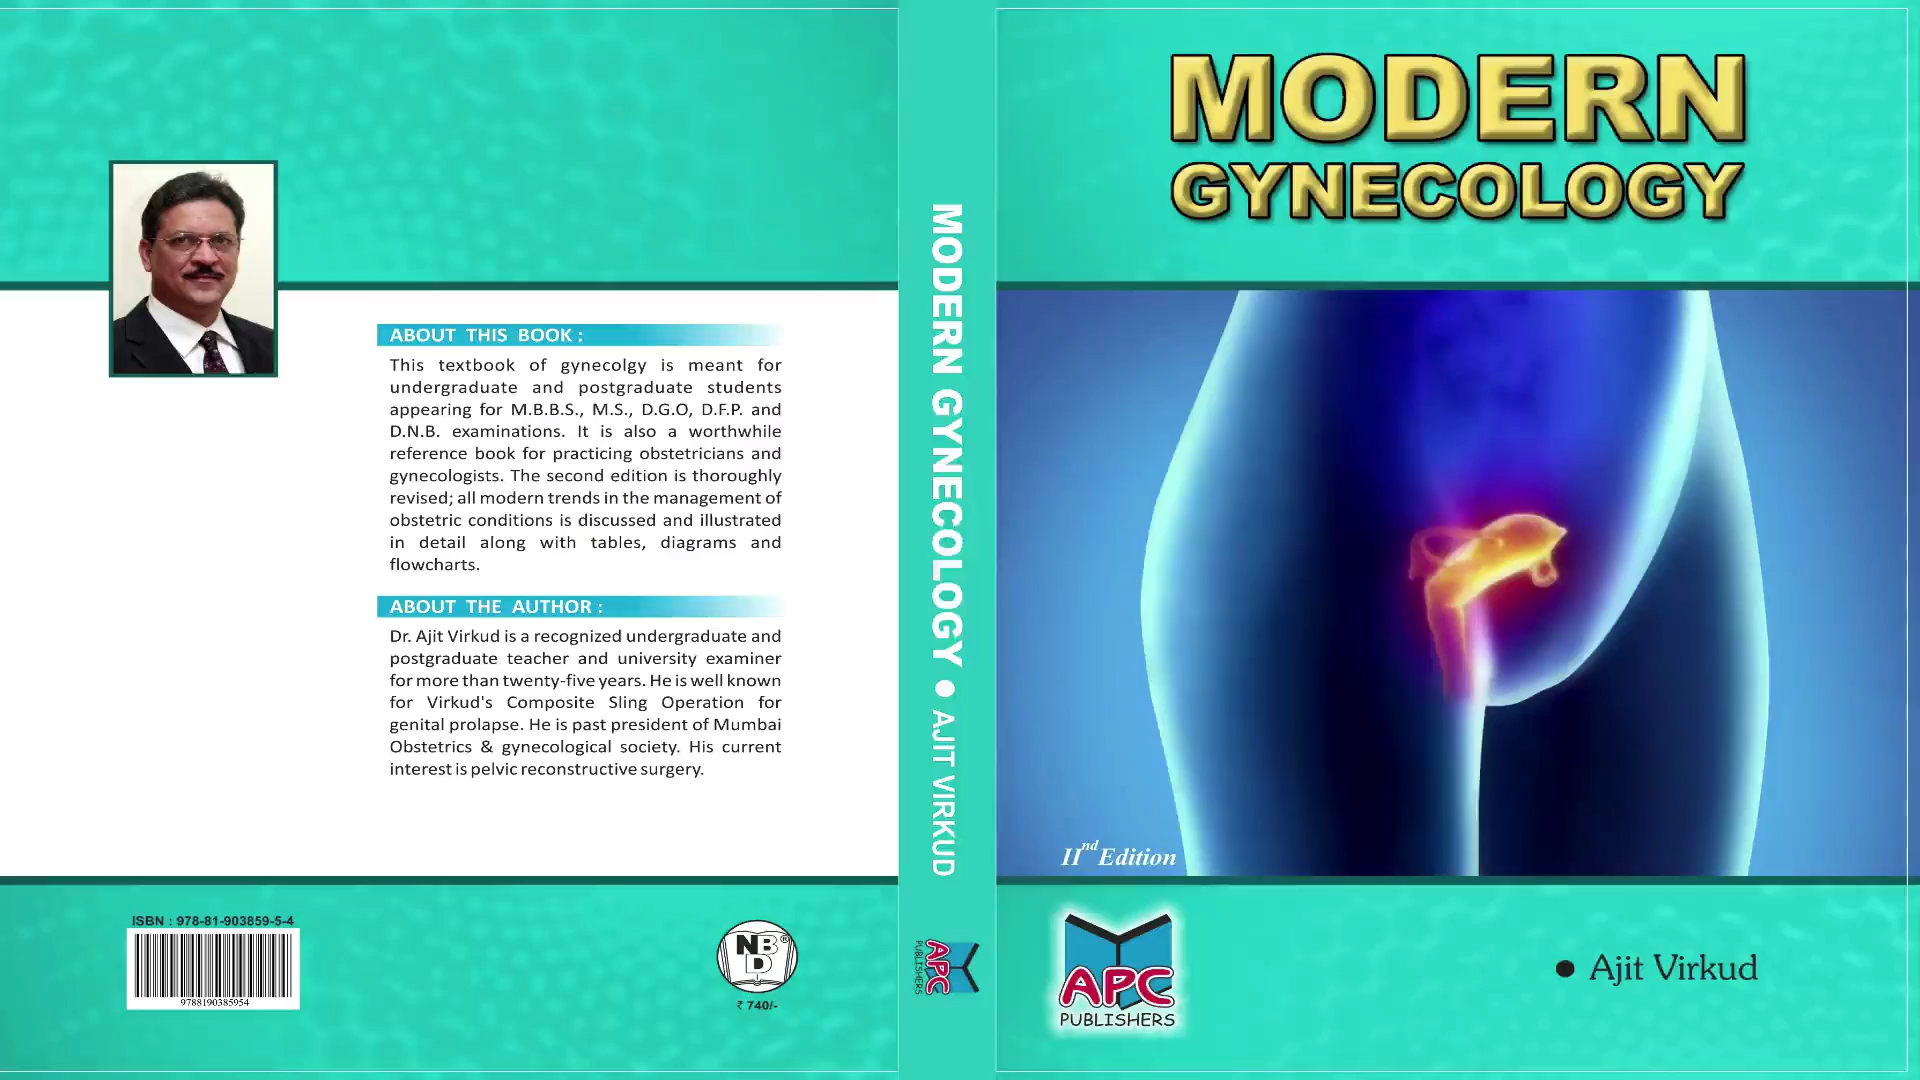 ABOUT THIS BOOK :
This textbook of gynecolgy is meant for
undergraduate and postgraduate students
appearing for M.B.B.S., M.S., D.G.O, D.F.P. and
D.N.B. examinations. It is also a worthwhile
reference book for practicing obstetricians and
gynecologists. The second edition is thoroughly
revised; all modern trends in the management of
obstetric conditions is discussed and illustrated
in detail along with tables, diagrams and
flowcharts.
ABOUT THE AUTHOR :
Dr. Ajit Virkud is a recognized undergraduate and
postgraduate teacher and university examiner
for more than twenty-five years. He is well known
for Virkud's Composite Sling Operation for
genital prolapse. He is past president of Mumbai
Obstetrics & gynecological society. His current
interest is pelvic reconstructive surgery.
ISBN : 978-81-903859-5-4
9788190385954
NBD®
₹ 740/-
MODERN GYNECOLOGY ● AJIT VIRKUD
APC
PUBLISHERS
MODERN
GYNECOLOGY
IInd Edition
APC
PUBLISHERS
● Ajit Virkud